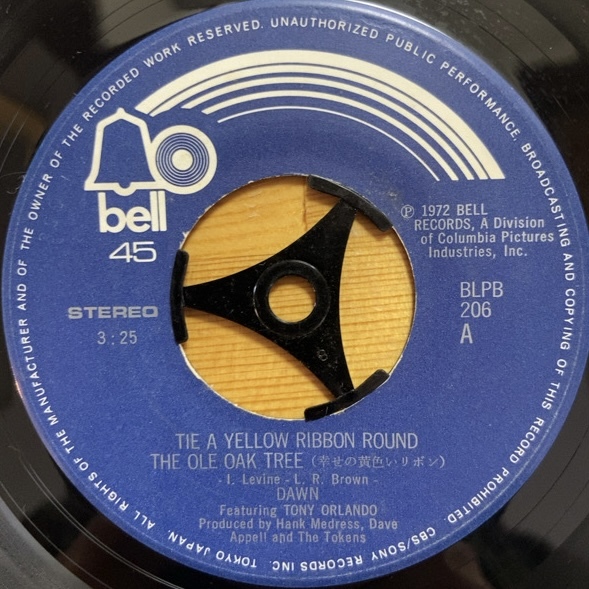 ALL RIGHTS OF THE MANUFACTURER AND OF THE OWNER OF THE RECORDED WORK RESERVED. UNAUTHORIZED PUBLIC PERFORMANCE, BROADCASTING AND COPYING OF THIS RECORD PROHIBITED. CBS/SONY RECORDS INC. TOKYO JAPAN.
bell
45
℗ 1972 BELL
RECORDS, A Division
of Columbia Pictures
Industries, Inc.
STEREO
3:25
BLPB
206
A
TIE A YELLOW RIBBON ROUND
THE OLE OAK TREE (幸せの黄色いリボン)
- I. Levine - L. R. Brown -
DAWN
Featuring TONY ORLANDO
Produced by Hank Medress, Dave
Appell and The Tokens